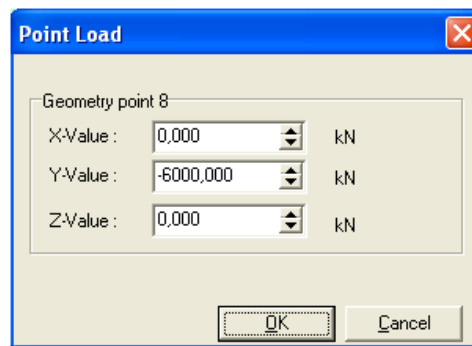 Point Load
Geometry point 8
X-Value : 0,000 kN
Y-Value : -6000,000 kN
Z-Value : 0,000 kN
OK Cancel